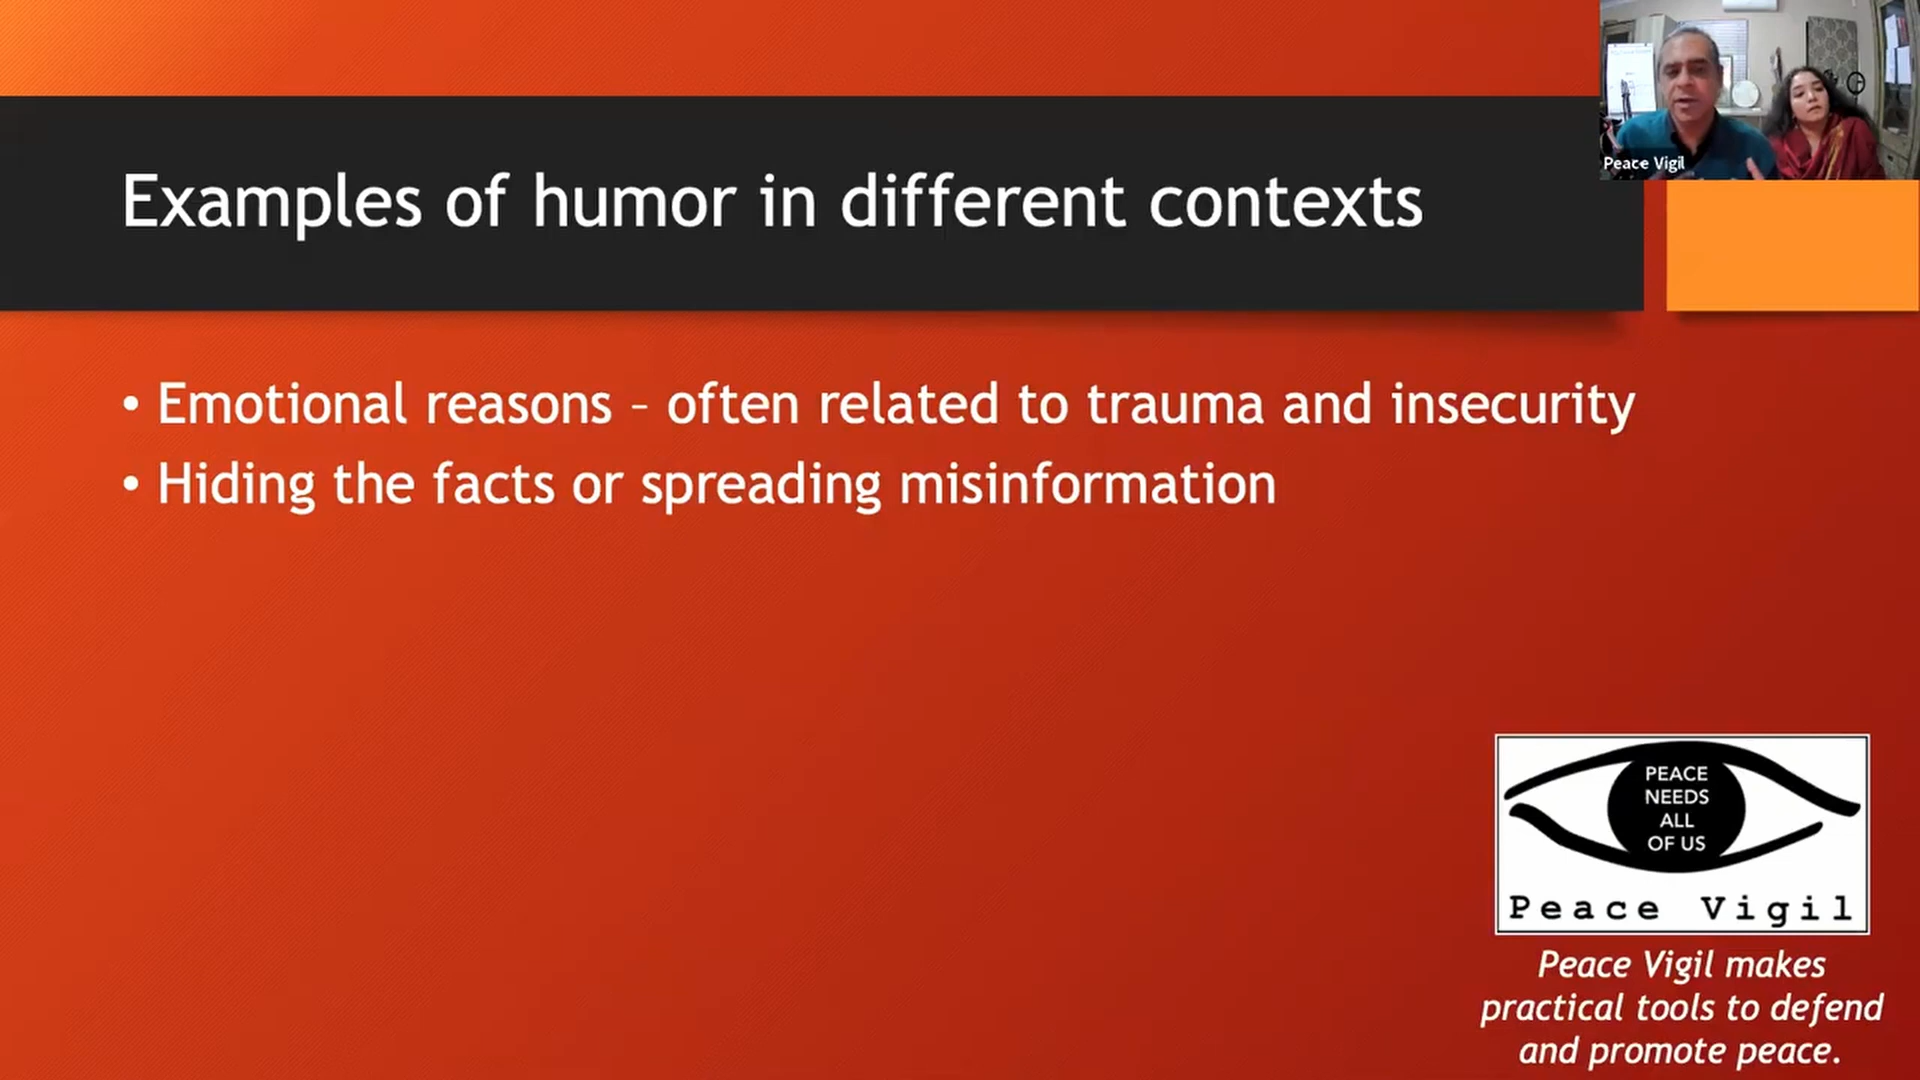 Peace Vigil
Examples of humor in different contexts
• Emotional reasons – often related to trauma and insecurity
• Hiding the facts or spreading misinformation
PEACE
NEEDS
ALL
OF US
Peace Vigil
Peace Vigil makes
practical tools to defend
and promote peace.